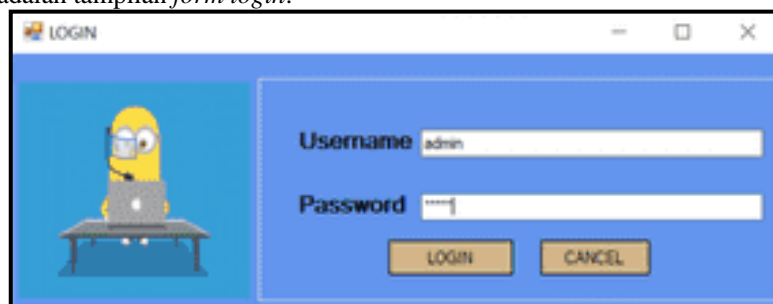 adalah tampilan form login.
LOGIN
Username admin
Password *****
LOGIN CANCEL